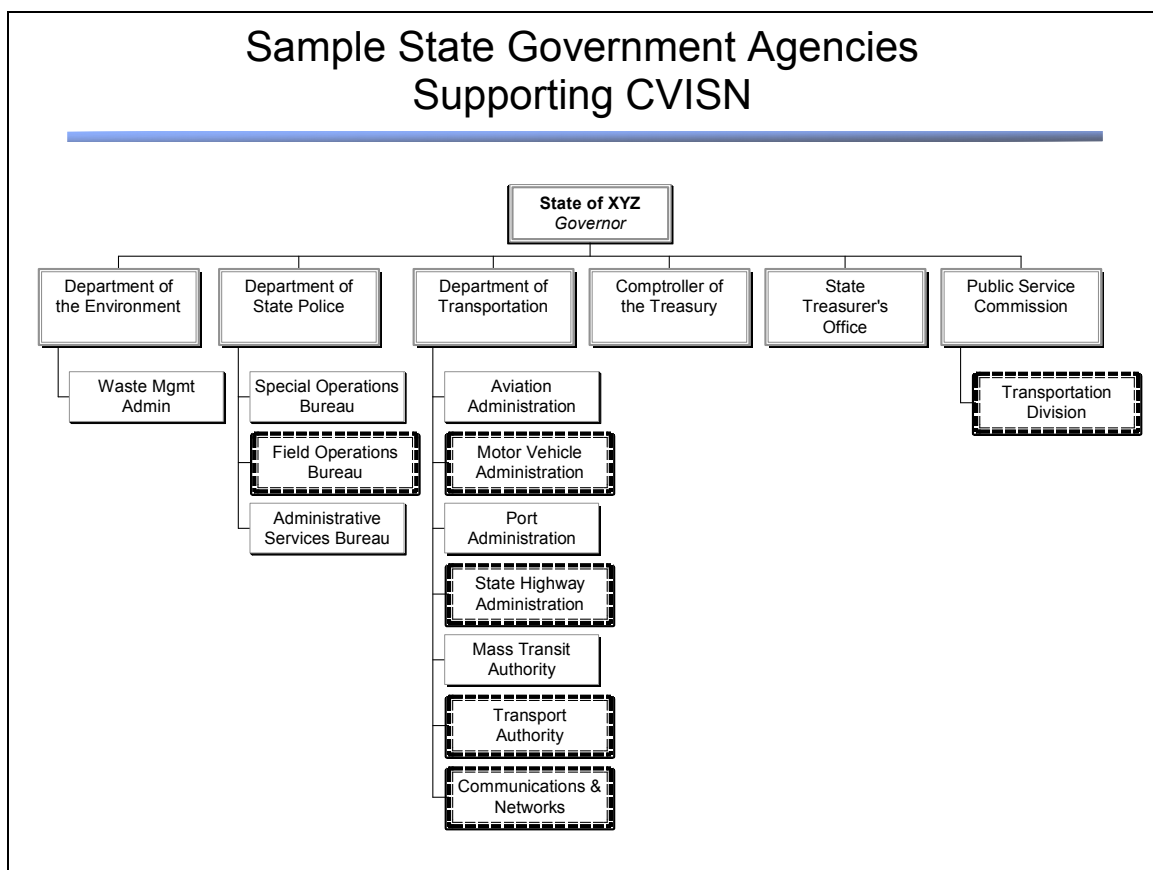 Sample State Government Agencies
Supporting CVISN
State of XYZ
Governor
Department of
the Environment
Department of
State Police
Department of
Transportation
Comptroller of
the Treasury
State
Treasurer's
Office
Public Service
Commission
Waste Mgmt
Admin
Special Operations
Bureau
Field Operations
Bureau
Administrative
Services Bureau
Aviation
Administration
Motor Vehicle
Administration
Port
Administration
State Highway
Administration
Mass Transit
Authority
Transport
Authority
Communications &
Networks
Transportation
Division